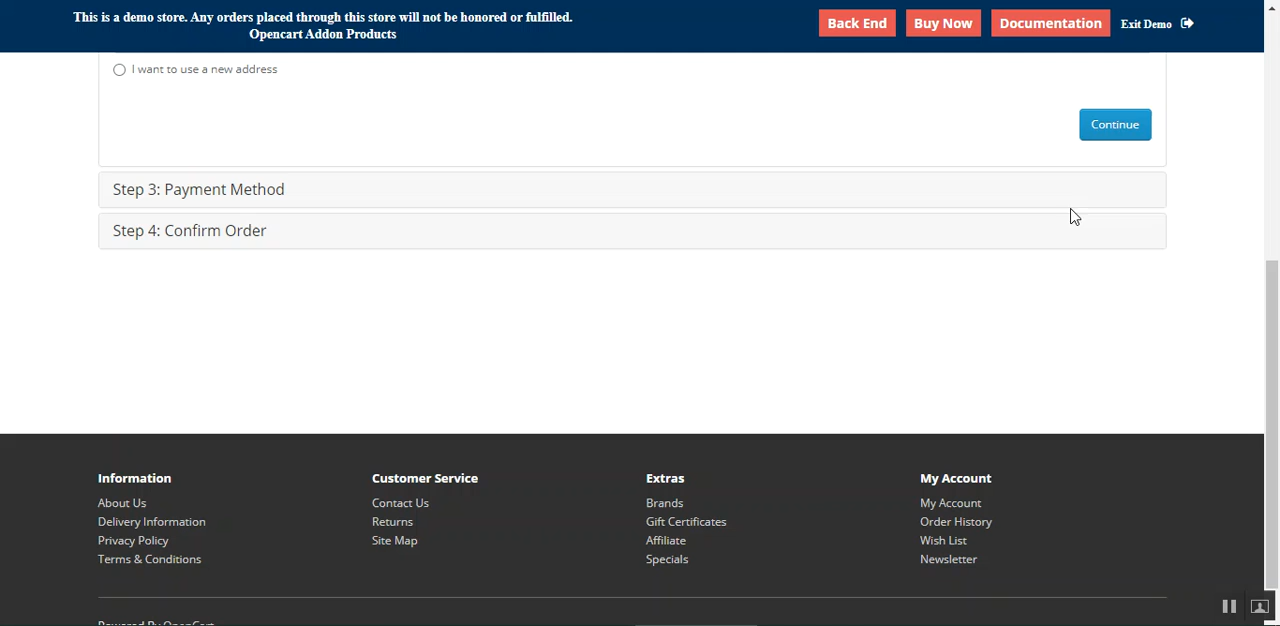 This is a demo store. Any orders placed through this store will not be honored or fulfilled.
Opencart Addon Products
Back End
Buy Now
Documentation
Exit Demo
I want to use a new address
Continue
Step 3: Payment Method
Step 4: Confirm Order
Information
About Us
Delivery Information
Privacy Policy
Terms & Conditions
Customer Service
Contact Us
Returns
Site Map
Extras
Brands
Gift Certificates
Affiliate
Specials
My Account
My Account
Order History
Wish List
Newsletter
Powered By OpenCart